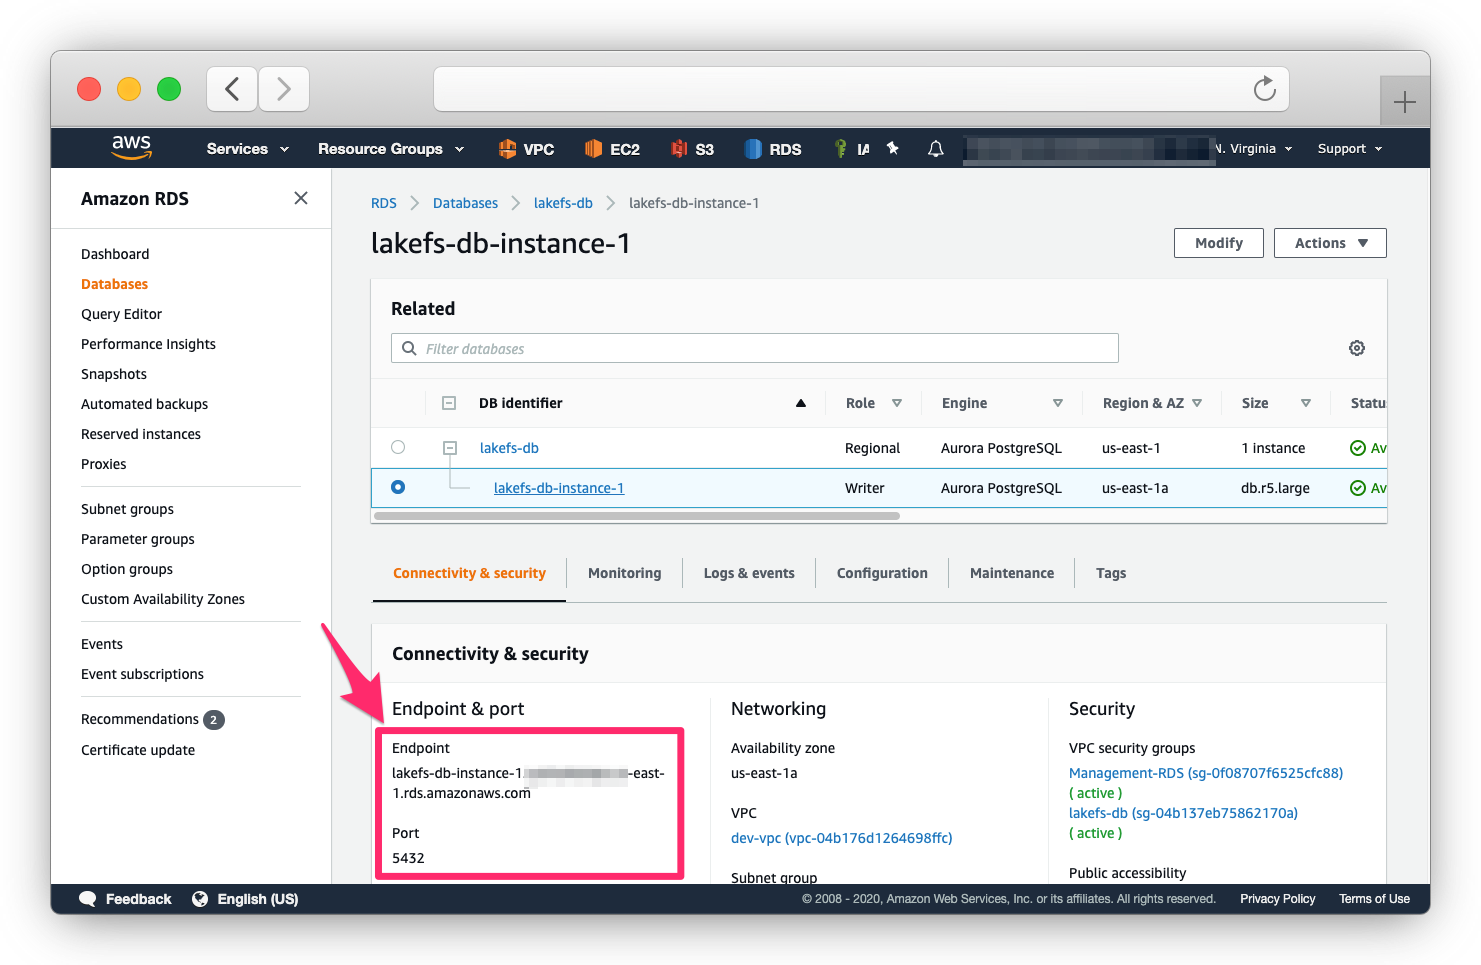 aws Services Resource Groups VPC EC2 S3 RDS IA N. Virginia Support
Amazon RDS
Dashboard
Databases
Query Editor
Performance Insights
Snapshots
Automated backups
Reserved instances
Proxies
Subnet groups
Parameter groups
Option groups
Custom Availability Zones
Events
Event subscriptions
Recommendations 2
Certificate update
RDS Databases lakefs-db lakefs-db-instance-1
lakefs-db-instance-1
Modify Actions
Related
Filter databases
DB identifier Role Engine Region & AZ Size Statu
lakefs-db Regional Aurora PostgreSQL us-east-1 1 instance Av
lakefs-db-instance-1 Writer Aurora PostgreSQL us-east-1a db.r5.large Av
Connectivity & security Monitoring Logs & events Configuration Maintenance Tags
Connectivity & security
Endpoint & port
Endpoint
lakefs-db-instance-1. -east-
1.rds.amazonaws.com
Port
5432
Networking
Availability zone
us-east-1a
VPC
dev-vpc (vpc-04b176d1264698ffc)
Subnet group
Security
VPC security groups
Management-RDS (sg-0f08707f6525cfc88)
( active )
lakefs-db (sg-04b137eb75862170a)
( active )
Public accessibility
Feedback English (US) © 2008 - 2020, Amazon Web Services, Inc. or its affiliates. All rights reserved. Privacy Policy Terms of Use